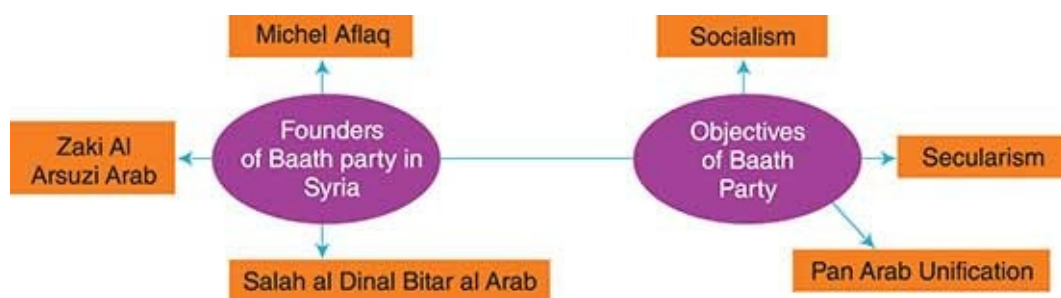 Michel Aflaq
Founders
of Baath party in
Syria
Zaki Al
Arsuzi Arab
Salah al Dinal Bitar al Arab
Socialism
Objectives
of Baath
Party
Secularism
Pan Arab Unification